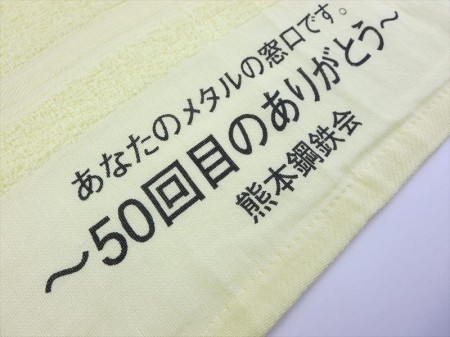 あなたのメタルの窓口です。
～50回目のありがとう～
熊本鋼鉄会